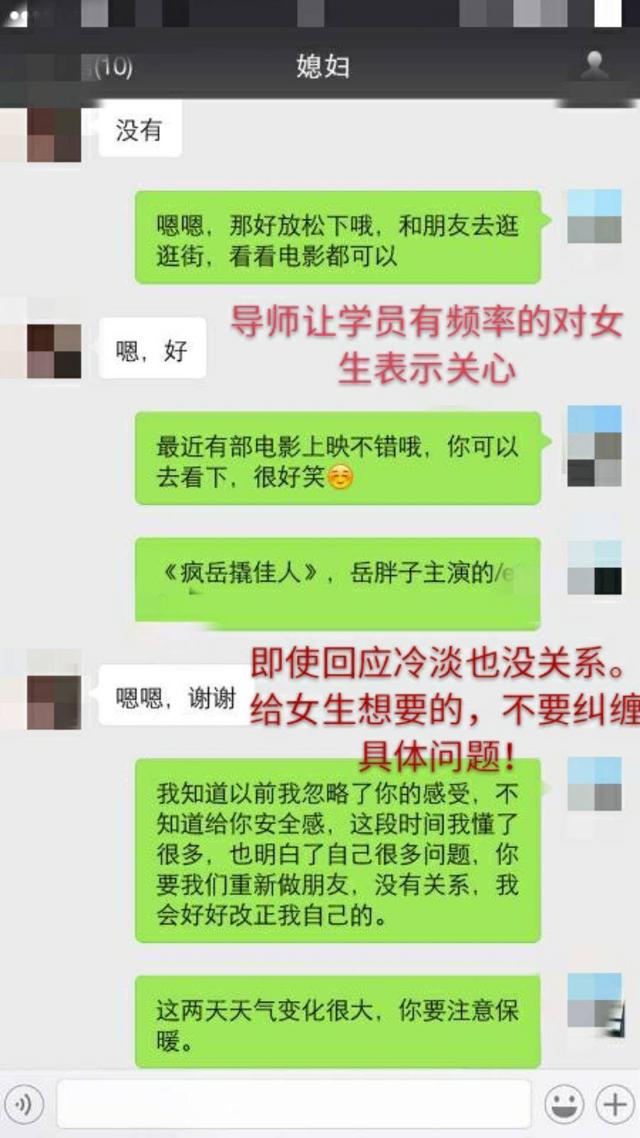 (10)
媳妇
没有
嗯嗯，那好放松下哦，和朋友去逛
逛街，看看电影都可以
导师让学员有频率的对女
生表示关心
嗯，好
最近有部电影上映不错哦，你可以
去看下，很好笑☺️
《疯岳撬佳人》，岳胖子主演的/e
即使回应冷淡也没关系。
给女生想要的，不要纠缠
具体问题！
嗯嗯，谢谢
我知道以前我忽略了你的感受，不
知道给你安全感，这段时间我懂了
很多，也明白了自己很多问题，你
要我们重新做朋友，没有关系，我
会好好改正我自己的。
这两天天气变化很大，你要注意保
暖。